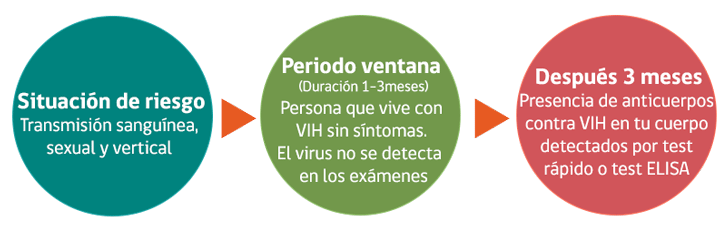 Situación de riesgo
Transmisión sanguínea,
sexual y vertical
Periodo ventana
(Duración 1-3meses)
Persona que vive con
VIH sin síntomas.
El virus no se detecta
en los exámenes
Después 3 meses
Presencia de anticuerpos
contra VIH en tu cuerpo
detectados por test
rápido o test ELISA